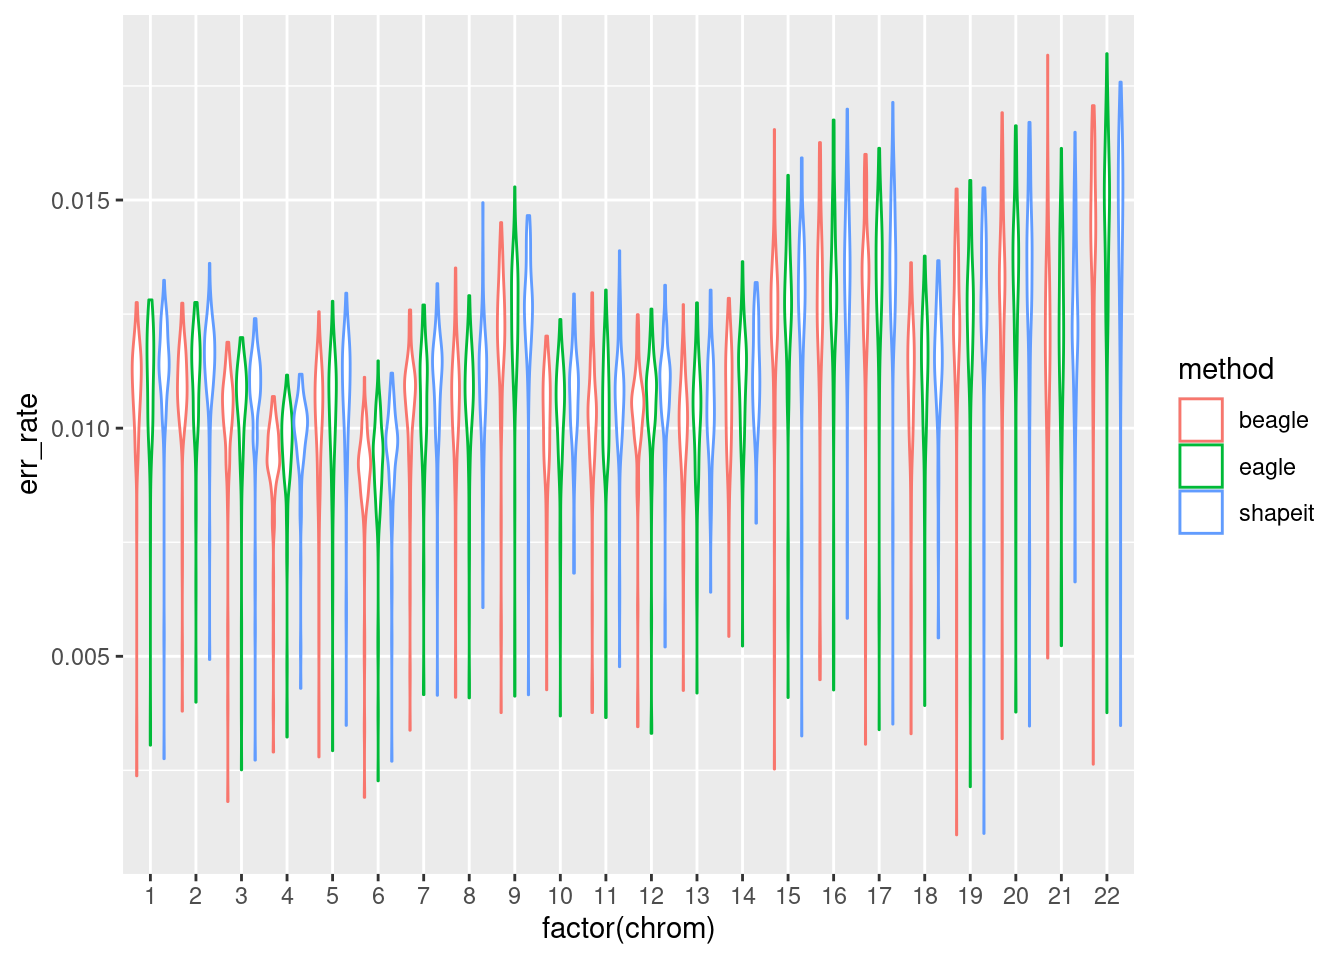 err_rate
0.015
0.010
0.005
1 2 3 4 5 6 7 8 9 10 11 12 13 14 15 16 17 18 19 20 21 22
factor(chrom)
method
beagle
eagle
shapeit